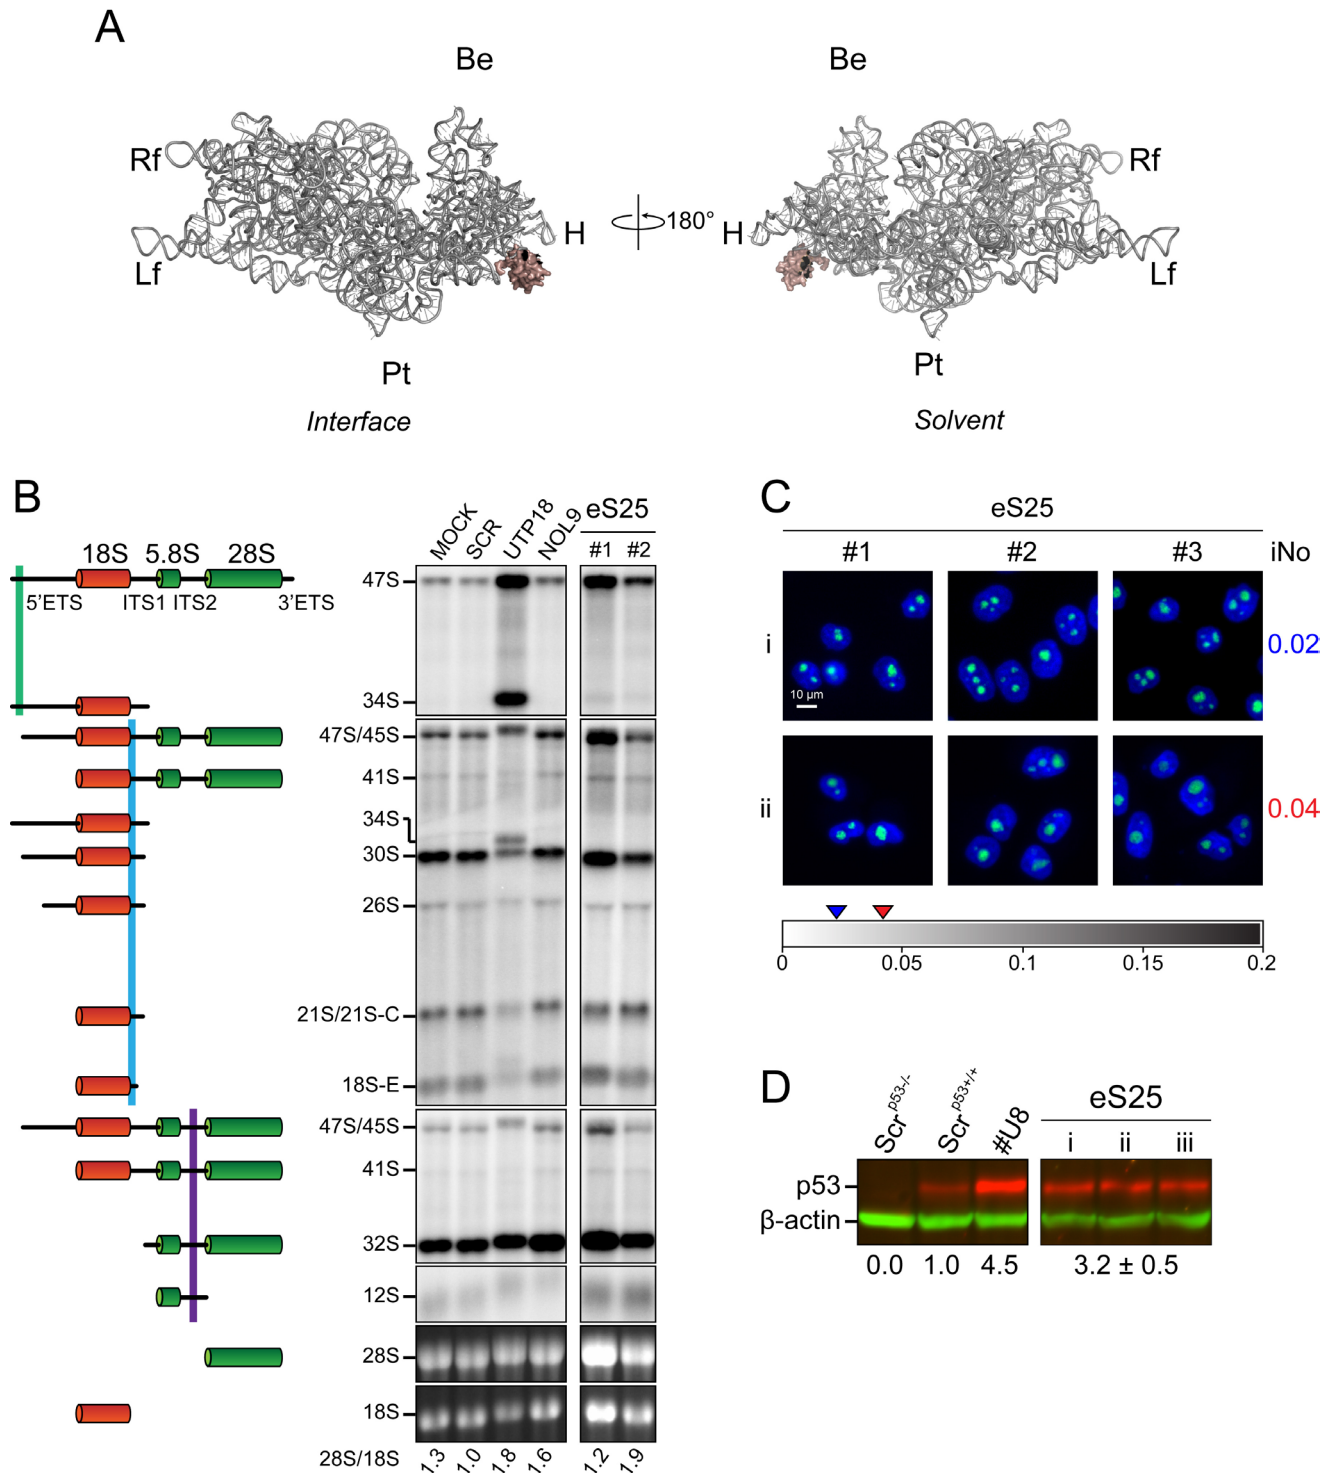 A
Be
Be
Rf
Rf
H
180°
H
Lf
Lf
Pt
Pt
Interface
Solvent
B
MOCK
SCR
UTP18
NOL9
eS25
#1
#2
18S
5.8S
28S
5'ETS
ITS1
ITS2
3'ETS
47S
34S
47S/45S
41S
34S
30S
26S
21S/21S-C
18S-E
47S/45S
41S
32S
12S
28S
18S
28S/18S
1.3
1.0
1.8
1.6
1.2
1.9
C
eS25
#1
#2
#3
iNo
i
10 µm
0.02
ii
0.04
0
0.05
0.1
0.15
0.2
D
Scr p53-/-
Scr p53+/+
#U8
eS25
i
ii
iii
p53
β-actin
0.0
1.0
4.5
3.2 ± 0.5